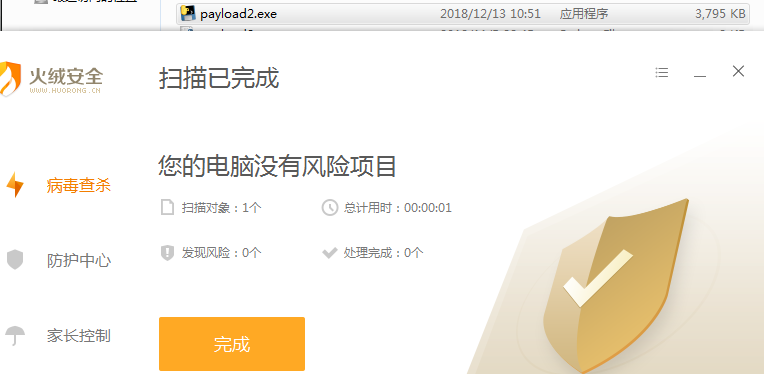 payload2.exe 2018/12/13 10:51 应用程序 3,795 KB
火绒安全
WWW.HUORONG.CN
扫描已完成
您的电脑没有风险项目
病毒查杀
扫描对象：1个 总计用时：00:00:01
防护中心
发现风险：0个 处理完成：0个
家长控制
完成